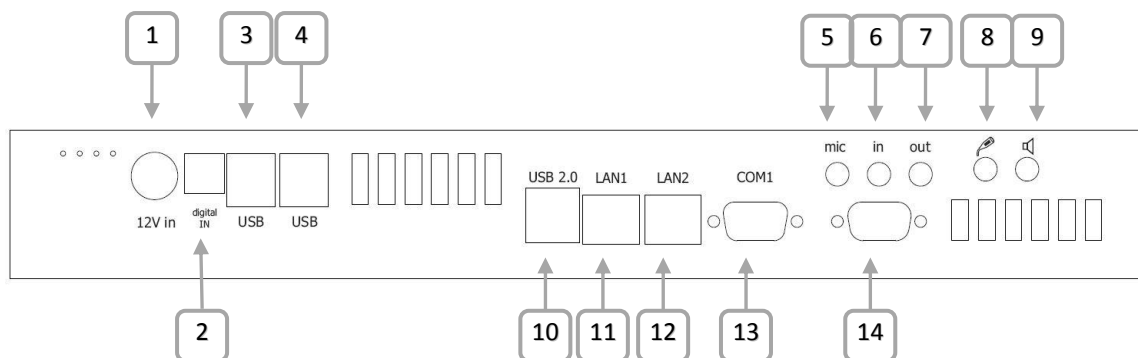 1 3 4 5 6 7 8 9
mic in out
USB 2.0 LAN1 LAN2 COM1
12V in digital IN USB USB
2 10 11 12 13 14